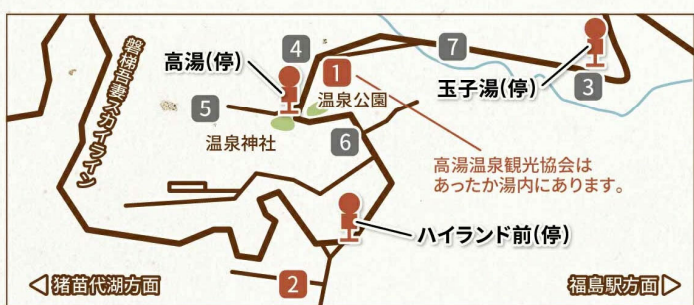 磐梯吾妻スカイライン
高湯(停)
4
1
7
玉子湯(停)
3
5
温泉公園
温泉神社
6
高湯温泉観光協会は
あったか湯内にあります。
ハイランド前(停)
2
◁猪苗代湖方面
福島駅方面▷